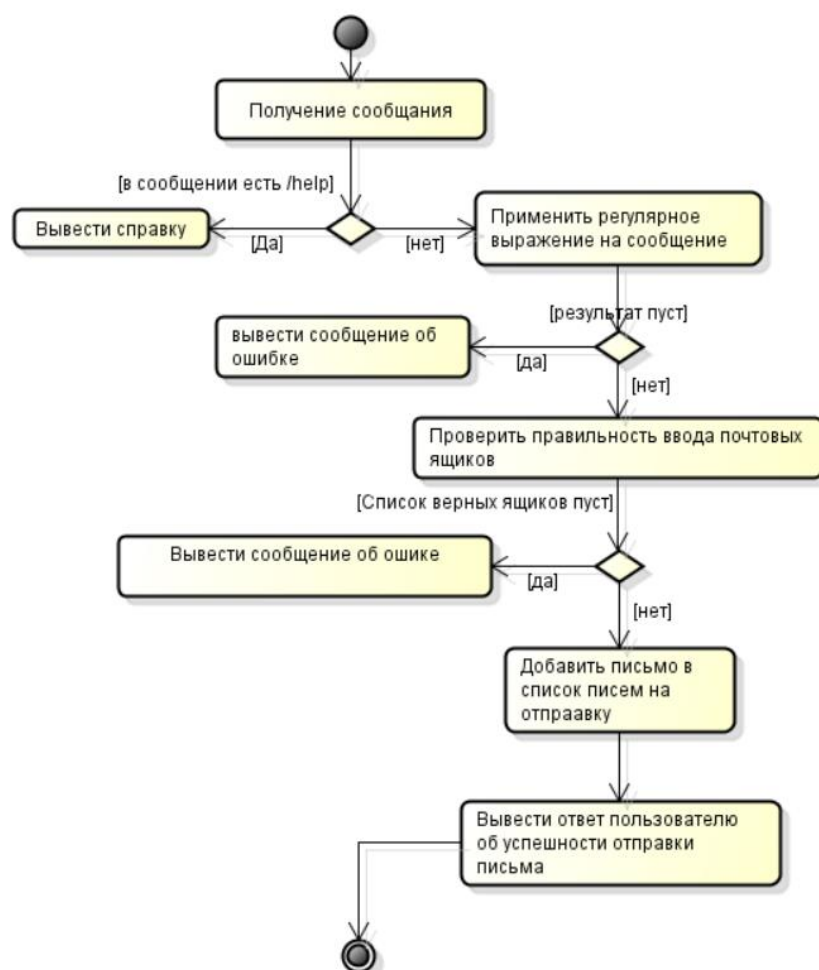 Получение сообщания
[в сообщении есть /help]
Вывести справку
[Да]
[нет]
Применить регулярное
выражение на сообщение
[результат пуст]
вывести сообщение об
ошибке
[да]
[нет]
Проверить правильность ввода почтовых
ящиков
[Список верных ящиков пуст]
Вывести сообщение об ошике
[да]
[нет]
Добавить письмо в
список писем на
отпраавку
Вывести ответ пользователю
об успешности отправки
письма